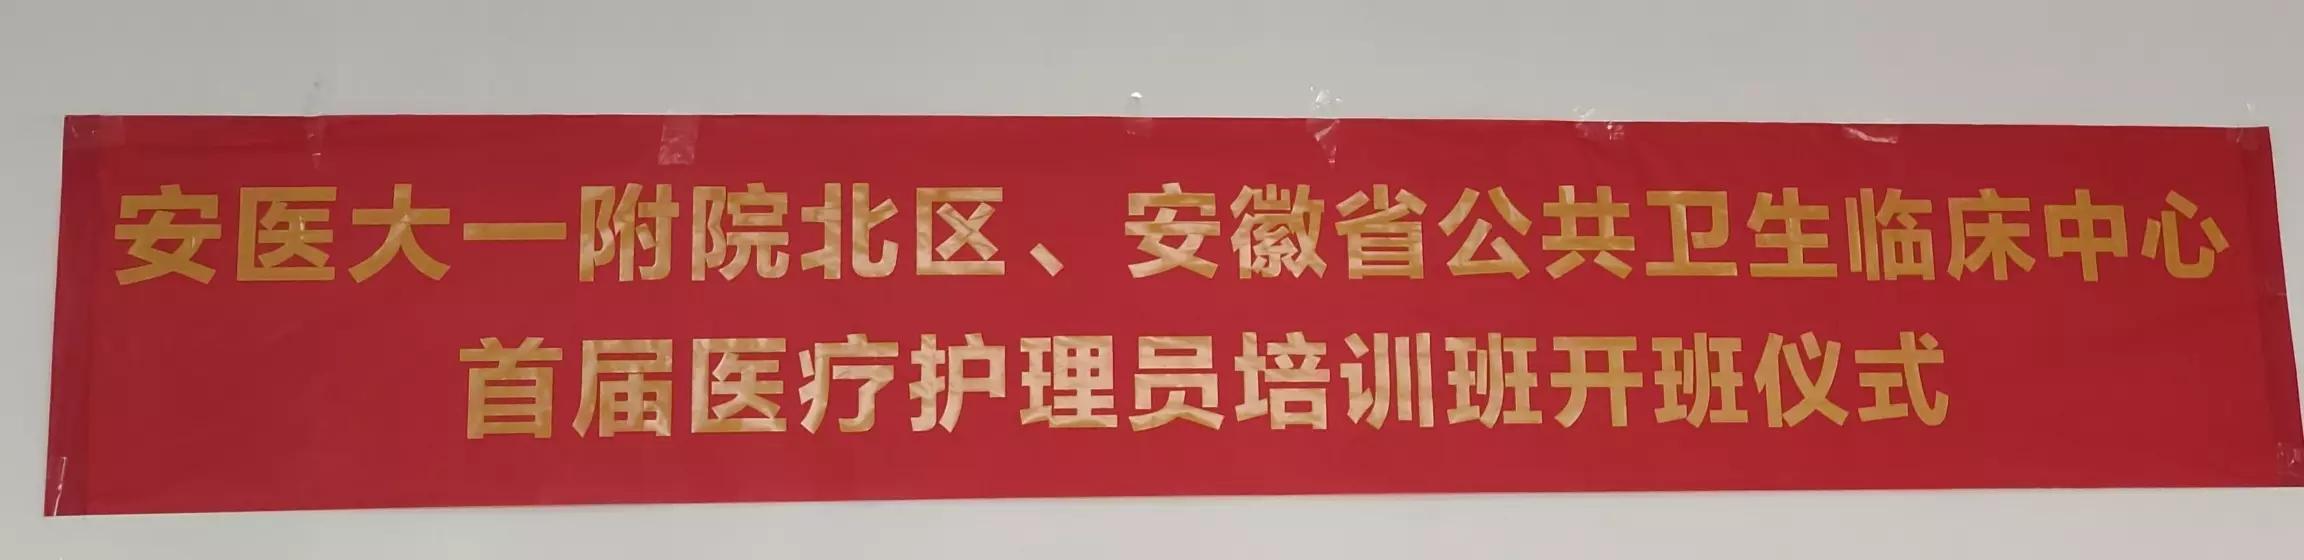 安医大一附院北区、安徽省公共卫生临床中心
首届医疗护理员培训班开班仪式